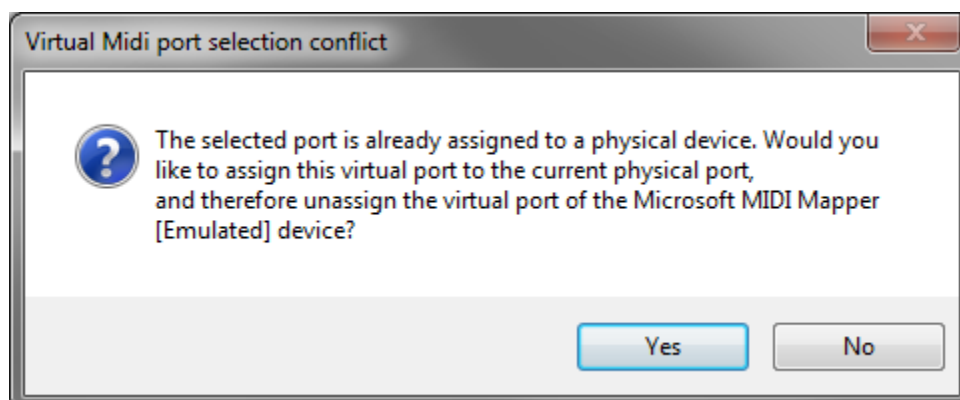 Virtual Midi port selection conflict
The selected port is already assigned to a physical device. Would you
like to assign this virtual port to the current physical port,
and therefore unassign the virtual port of the Microsoft MIDI Mapper
[Emulated] device?
Yes
No